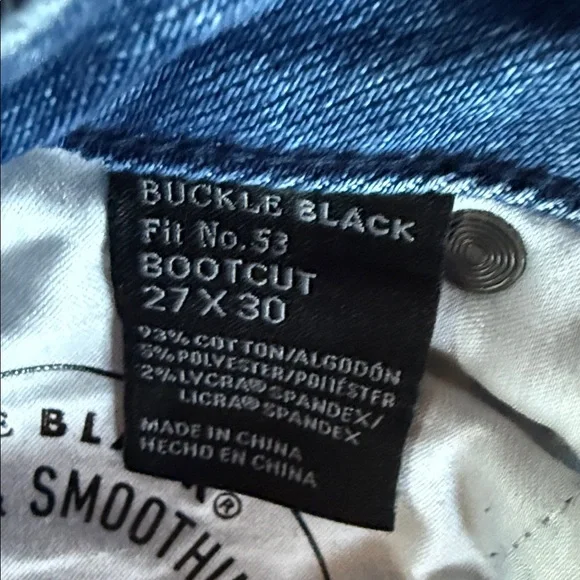 BUCKLE BLACK
Fit No. 53
BOOTCUT
27 X 30
93% COTTON/ALGODÓN
5% POLYESTER/POLIÉSTER
2% LYCRA® SPANDEX/
LICRA® SPANDEX
MADE IN CHINA
HECHO EN CHINA
E BLACK®
& SMOOTHI